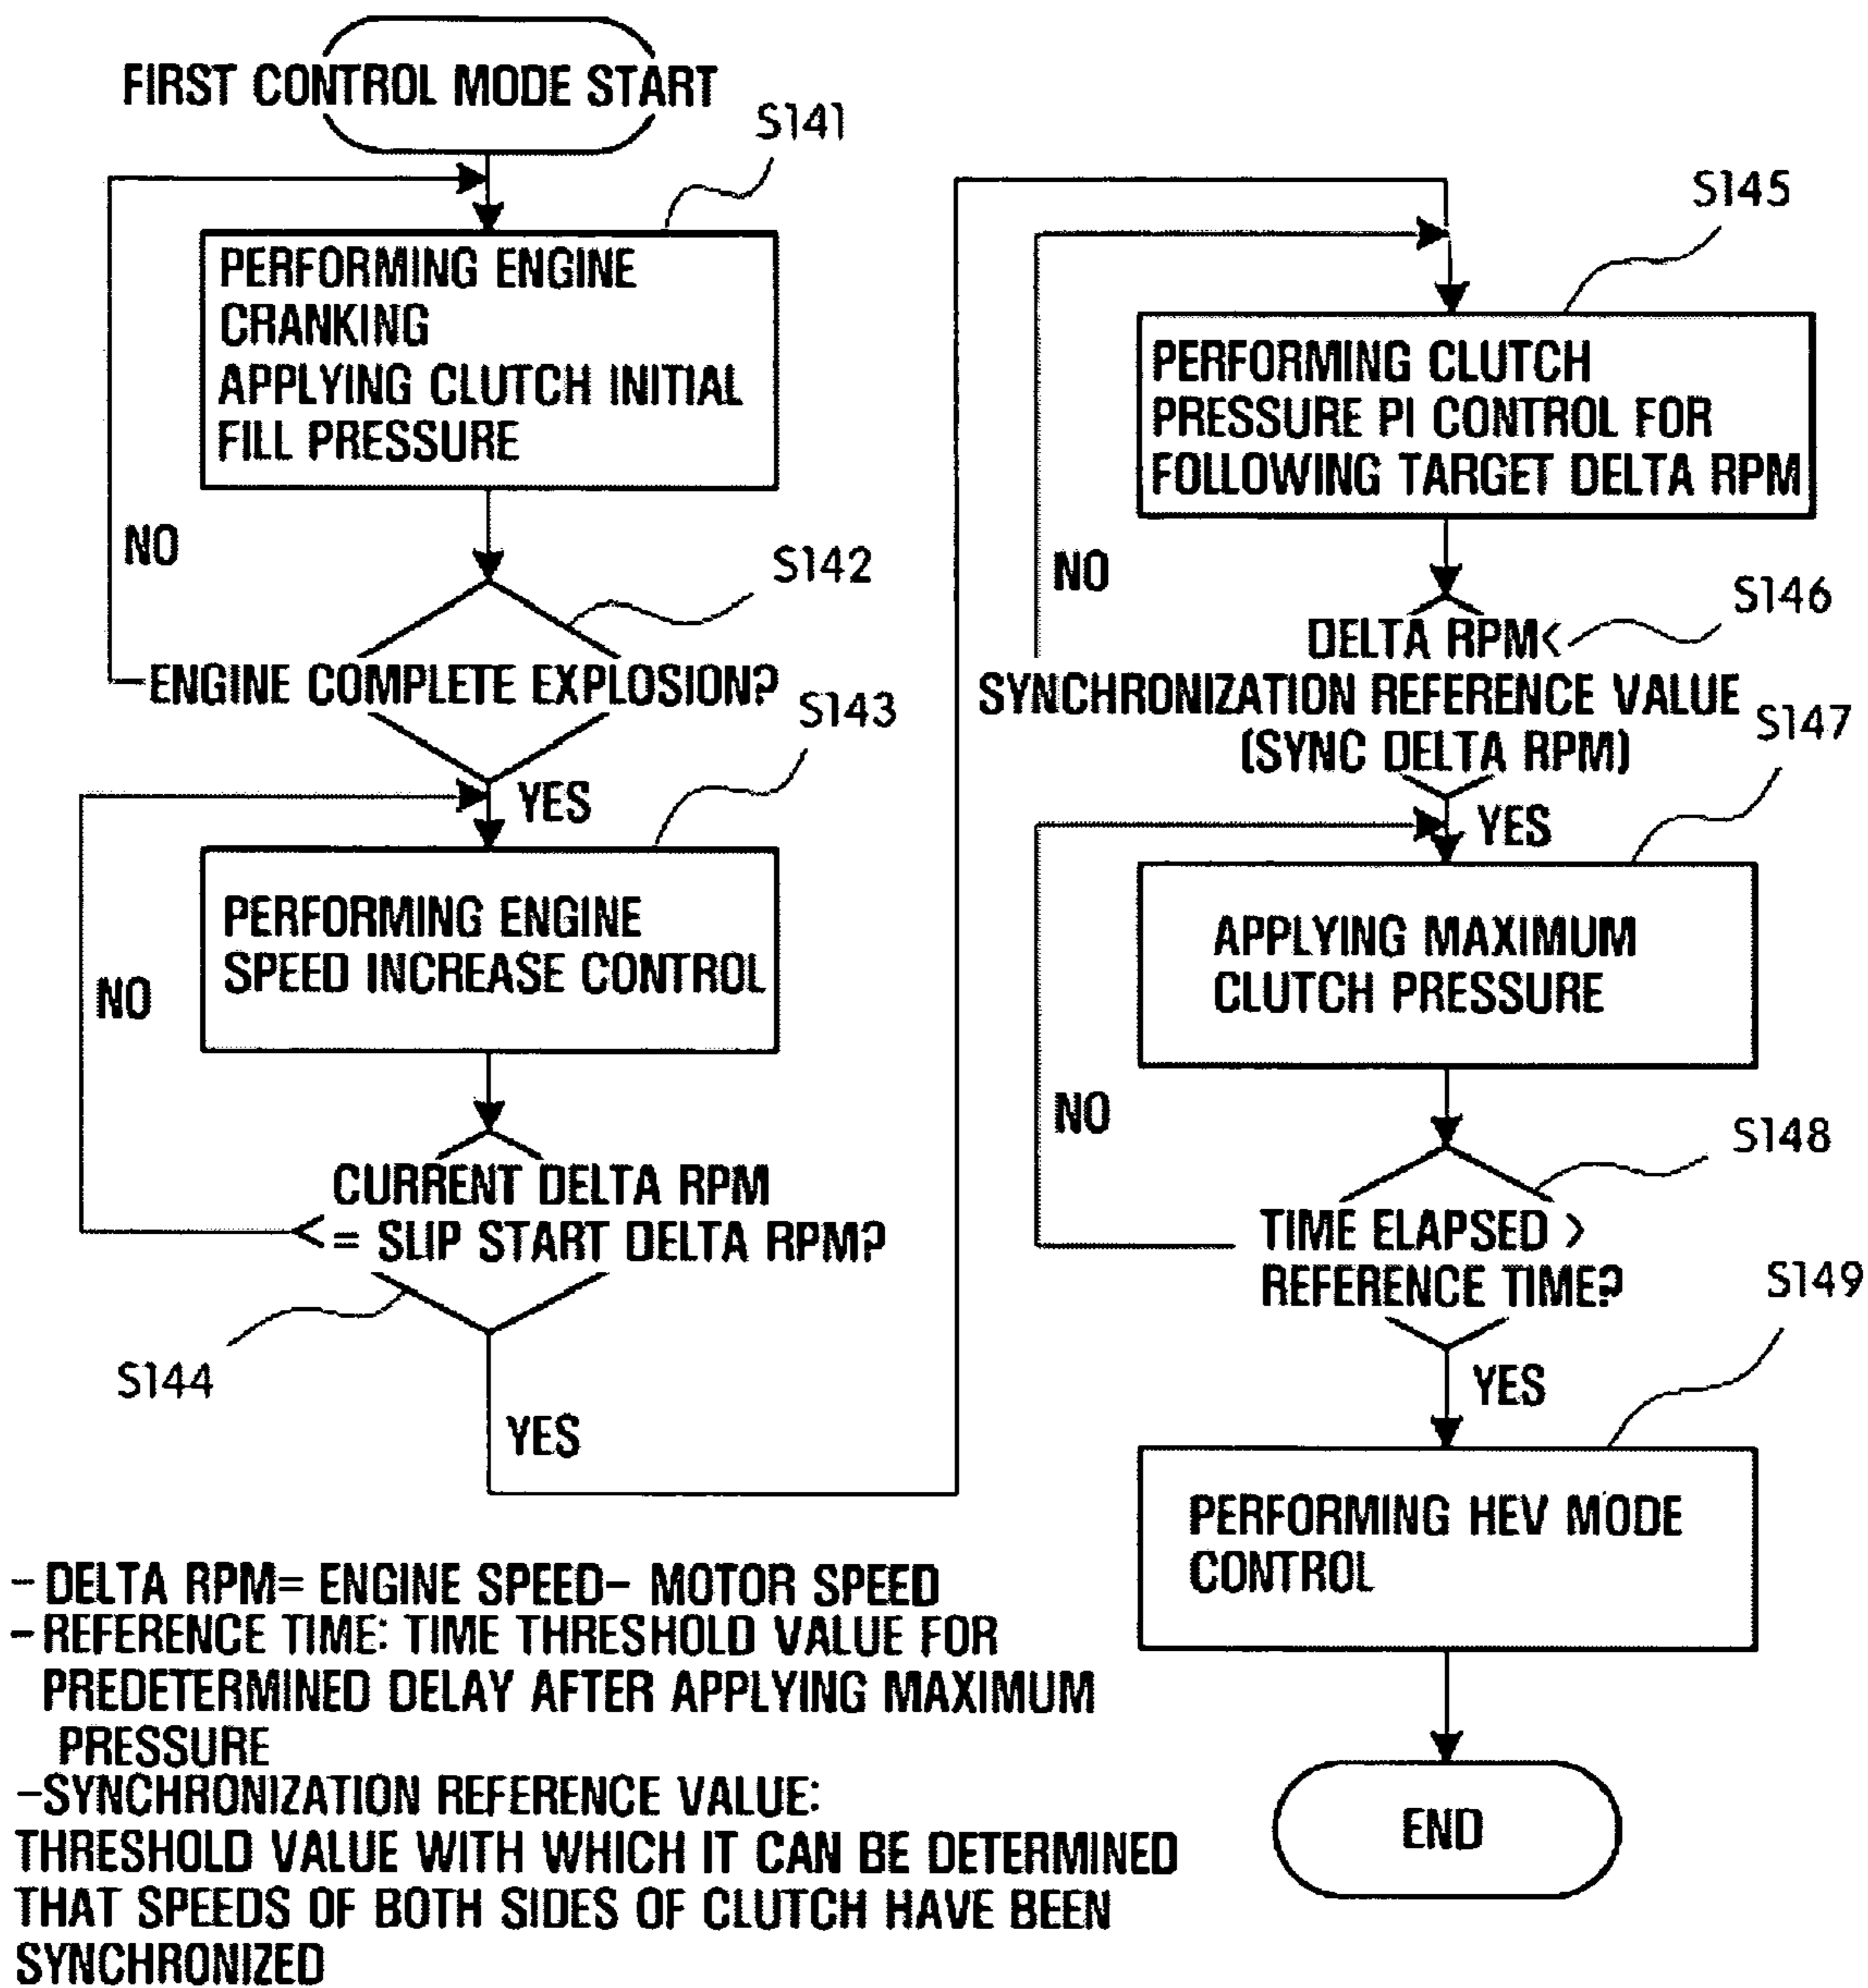 FIRST CONTROL MODE START
S141
PERFORMING ENGINE
CRANKING
APPLYING CLUTCH INITIAL
FILL PRESSURE
NO
S142
ENGINE COMPLETE EXPLOSION?
YES
S143
PERFORMING ENGINE
SPEED INCREASE CONTROL
NO
CURRENT DELTA RPM
= SLIP START DELTA RPM?
S144
YES
S145
PERFORMING CLUTCH
PRESSURE PI CONTROL FOR
FOLLOWING TARGET DELTA RPM
NO
S146
DELTA RPM<
SYNCHRONIZATION REFERENCE VALUE
(SYNC DELTA RPM)
S147
YES
APPLYING MAXIMUM
CLUTCH PRESSURE
NO
S148
TIME ELAPSED >
REFERENCE TIME?
S149
YES
PERFORMING HEV MODE
CONTROL
END
- DELTA RPM= ENGINE SPEED- MOTOR SPEED
- REFERENCE TIME: TIME THRESHOLD VALUE FOR
PREDETERMINED DELAY AFTER APPLYING MAXIMUM
PRESSURE
-SYNCHRONIZATION REFERENCE VALUE:
THRESHOLD VALUE WITH WHICH IT CAN BE DETERMINED
THAT SPEEDS OF BOTH SIDES OF CLUTCH HAVE BEEN
SYNCHRONIZED